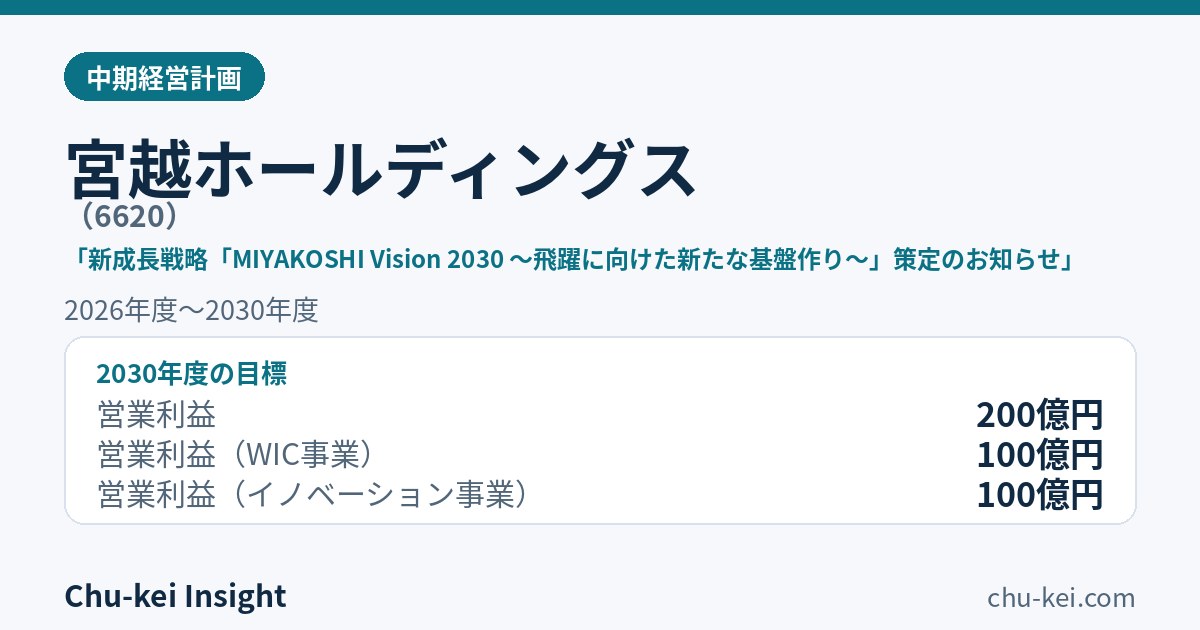 中期経営計画
宮越ホールディングス
（6620）
「新成長戦略「MIYAKOSHI Vision 2030 ～飛躍に向けた新たな基盤作り～」策定のお知らせ」
2026年度～2030年度
2030年度の目標
営業利益 200億円
営業利益（WIC事業） 100億円
営業利益（イノベーション事業） 100億円
Chu-kei Insight chu-kei.com